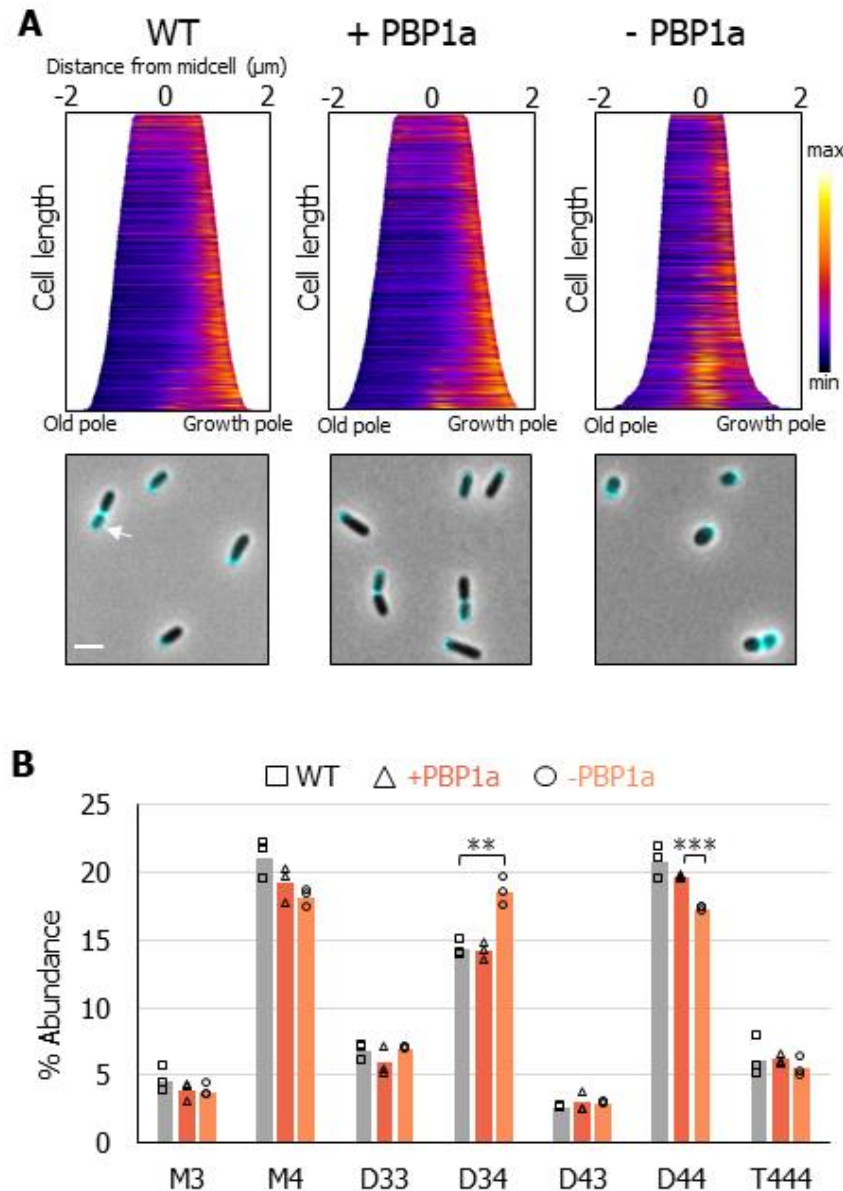 A
WT + PBP1a - PBP1a
Distance from midcell (µm)
-2 0 2 -2 0 2 -2 0 2
max
Cell length Cell length Cell length
min
Old pole Growth pole Old pole Growth pole Old pole Growth pole
B
WT +PBP1a -PBP1a
25
20
15
10
5
0
% Abundance
** ***
M3 M4 D33 D34 D43 D44 T444